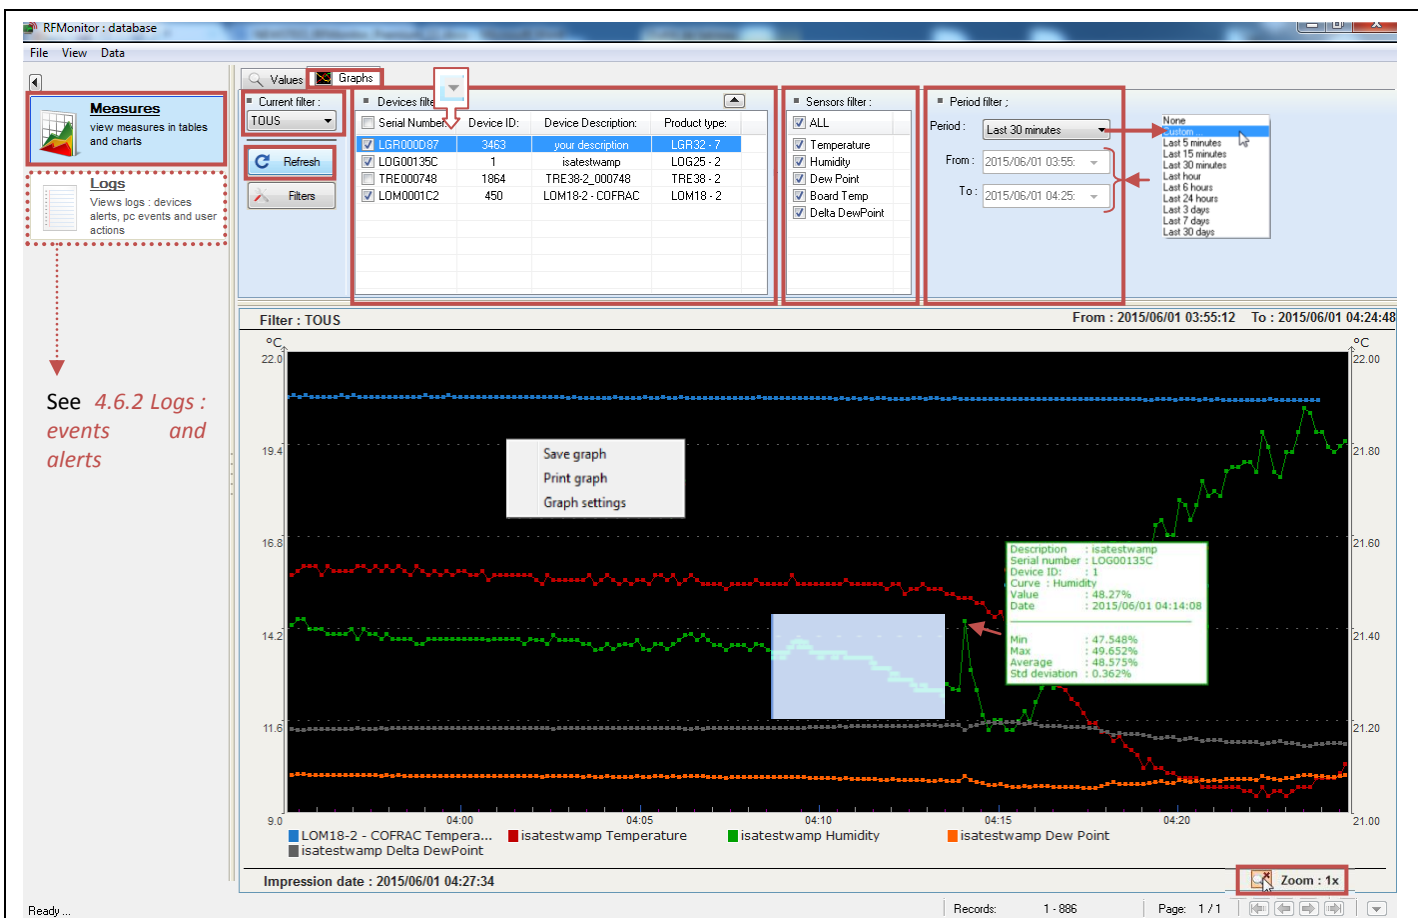 RFMonitor : database
File View Data
Measures
view measures in tables
and charts
Logs
Views logs : devices
alerts, pc events and user
actions
See 4.6.2 Logs :
events and
alerts
Values Graphs
Current filter :
TOUS
Refresh
Filters
Devices filter
Serial Number: Device ID: Device Description: Product type:
LGR000D87 3463 your description LGR32 - 7
LOG00135C 1 isatestwamp LOG25 - 2
TRE000748 1864 TRE38-2_000748 TRE38 - 2
LOM0001C2 450 LOM18-2 - COFRAC LOM18 - 2
Sensors filter :
ALL
Temperature
Humidity
Dew Point
Board Temp
Delta DewPoint
Period filter ;
Period : Last 30 minutes
From : 2015/06/01 03:55:
To : 2015/06/01 04:25:
None
Custom ...
Last 5 minutes
Last 15 minutes
Last 30 minutes
Last hour
Last 6 hours
Last 24 hours
Last 3 days
Last 7 days
Last 30 days
Filter : TOUS From : 2015/06/01 03:55:12 To : 2015/06/01 04:24:48
°C °C
22.0 22.00
19.4 21.80
16.8 21.60
14.2 21.40
11.6 21.20
9.0 21.00
Save graph
Print graph
Graph settings
Description : isatestwamp
Serial number : LOG00135C
Device ID: : 1
Curve : Humidity
Value : 48.27%
Date : 2015/06/01 04:14:08
Min : 47.548%
Max : 49.652%
Average : 48.575%
Std deviation : 0.362%
04:00 04:05 04:10 04:15 04:20
LOM18-2 - COFRAC Tempera... isatestwamp Temperature isatestwamp Humidity isatestwamp Dew Point
isatestwamp Delta DewPoint
Impression date : 2015/06/01 04:27:34
Zoom : 1x
Ready ...
Records: 1 - 886 Page: 1 / 1